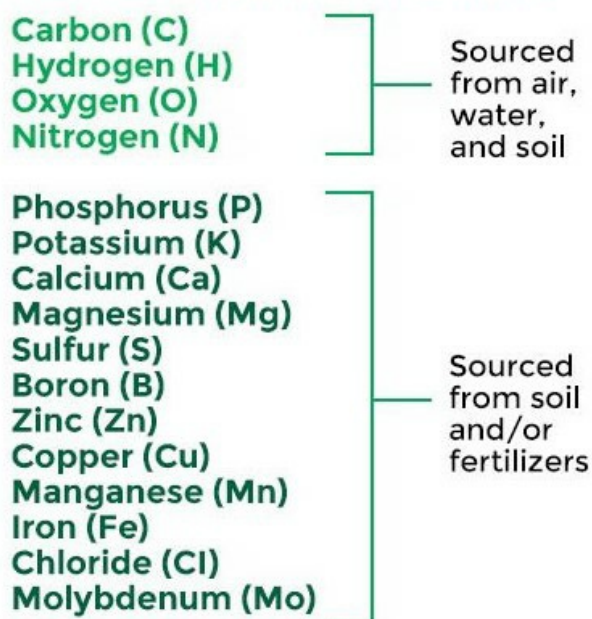 Carbon (C)
Hydrogen (H)
Oxygen (O)
Nitrogen (N)
Sourced
from air,
water,
and soil
Phosphorus (P)
Potassium (K)
Calcium (Ca)
Magnesium (Mg)
Sulfur (S)
Boron (B)
Zinc (Zn)
Copper (Cu)
Manganese (Mn)
Iron (Fe)
Chloride (Cl)
Molybdenum (Mo)
Sourced
from soil
and/or
fertilizers